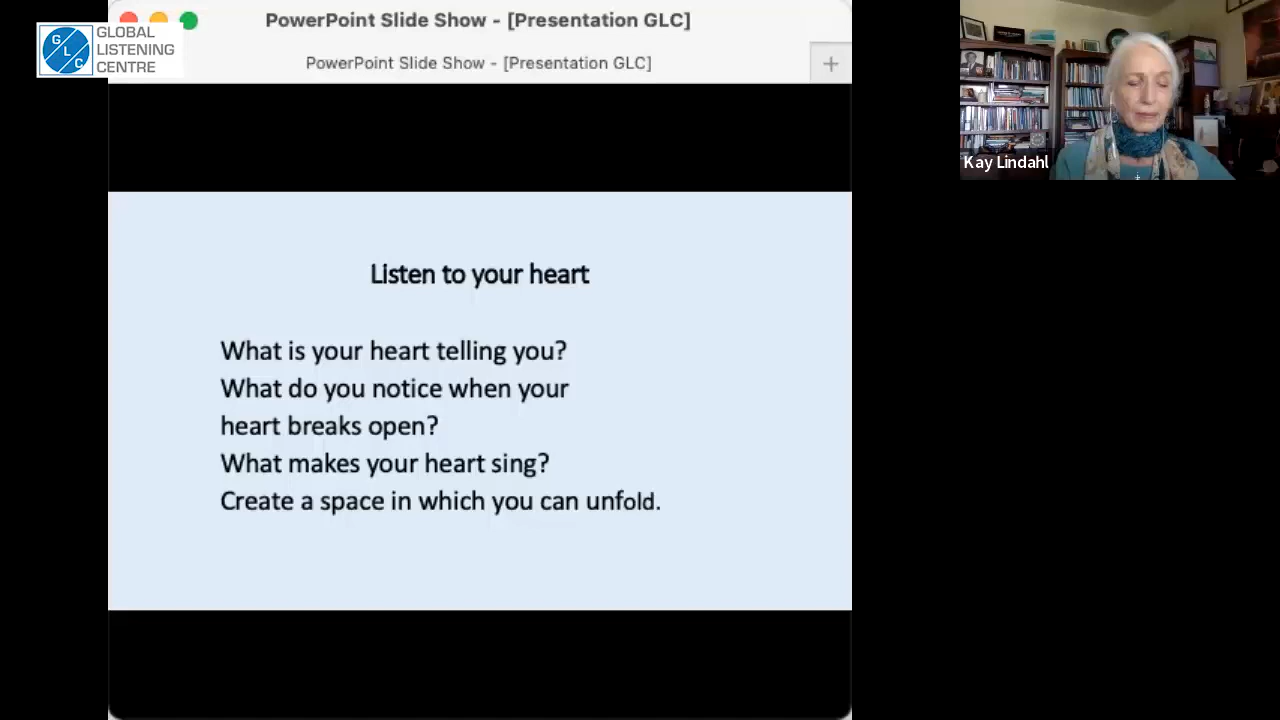 PowerPoint Slide Show - [Presentation GLC]
GLOBAL
LISTENING
CENTRE
G
L
C
PowerPoint Slide Show - [Presentation GLC]
Kay Lindahl
Listen to your heart
What is your heart telling you?
What do you notice when your
heart breaks open?
What makes your heart sing?
Create a space in which you can unfold.